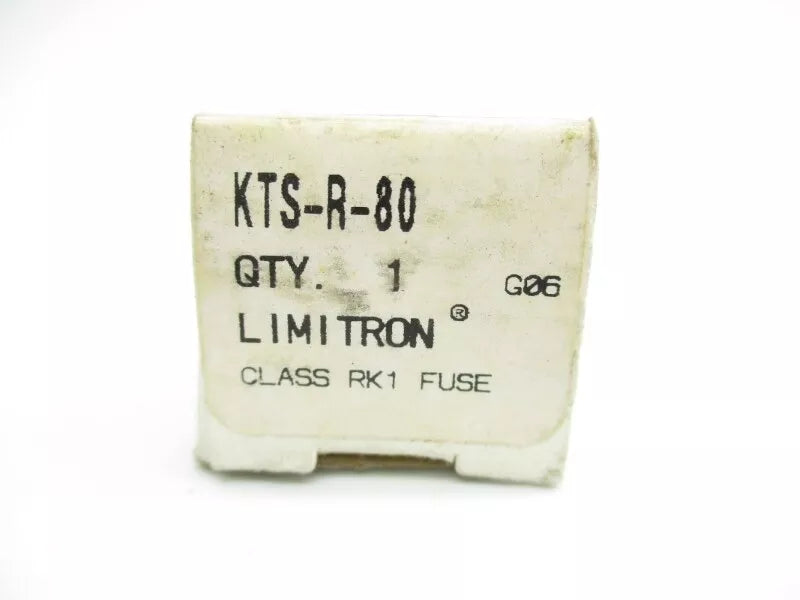 KTS-R-80
QTY. 1 G06
LIMITRON®
CLASS RK1 FUSE